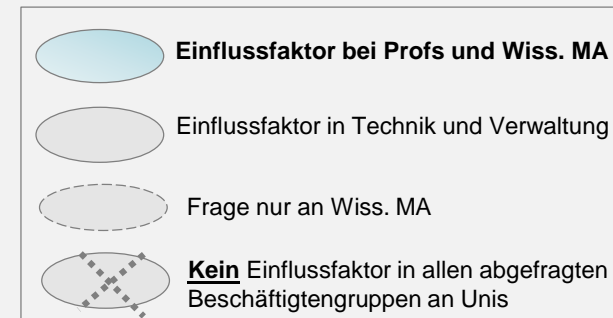 Einflussfaktor bei Profs und Wiss. MA
Einflussfaktor in Technik und Verwaltung
Frage nur an Wiss. MA
Kein Einflussfaktor in allen abgefragten
Beschäftigtengruppen an Unis